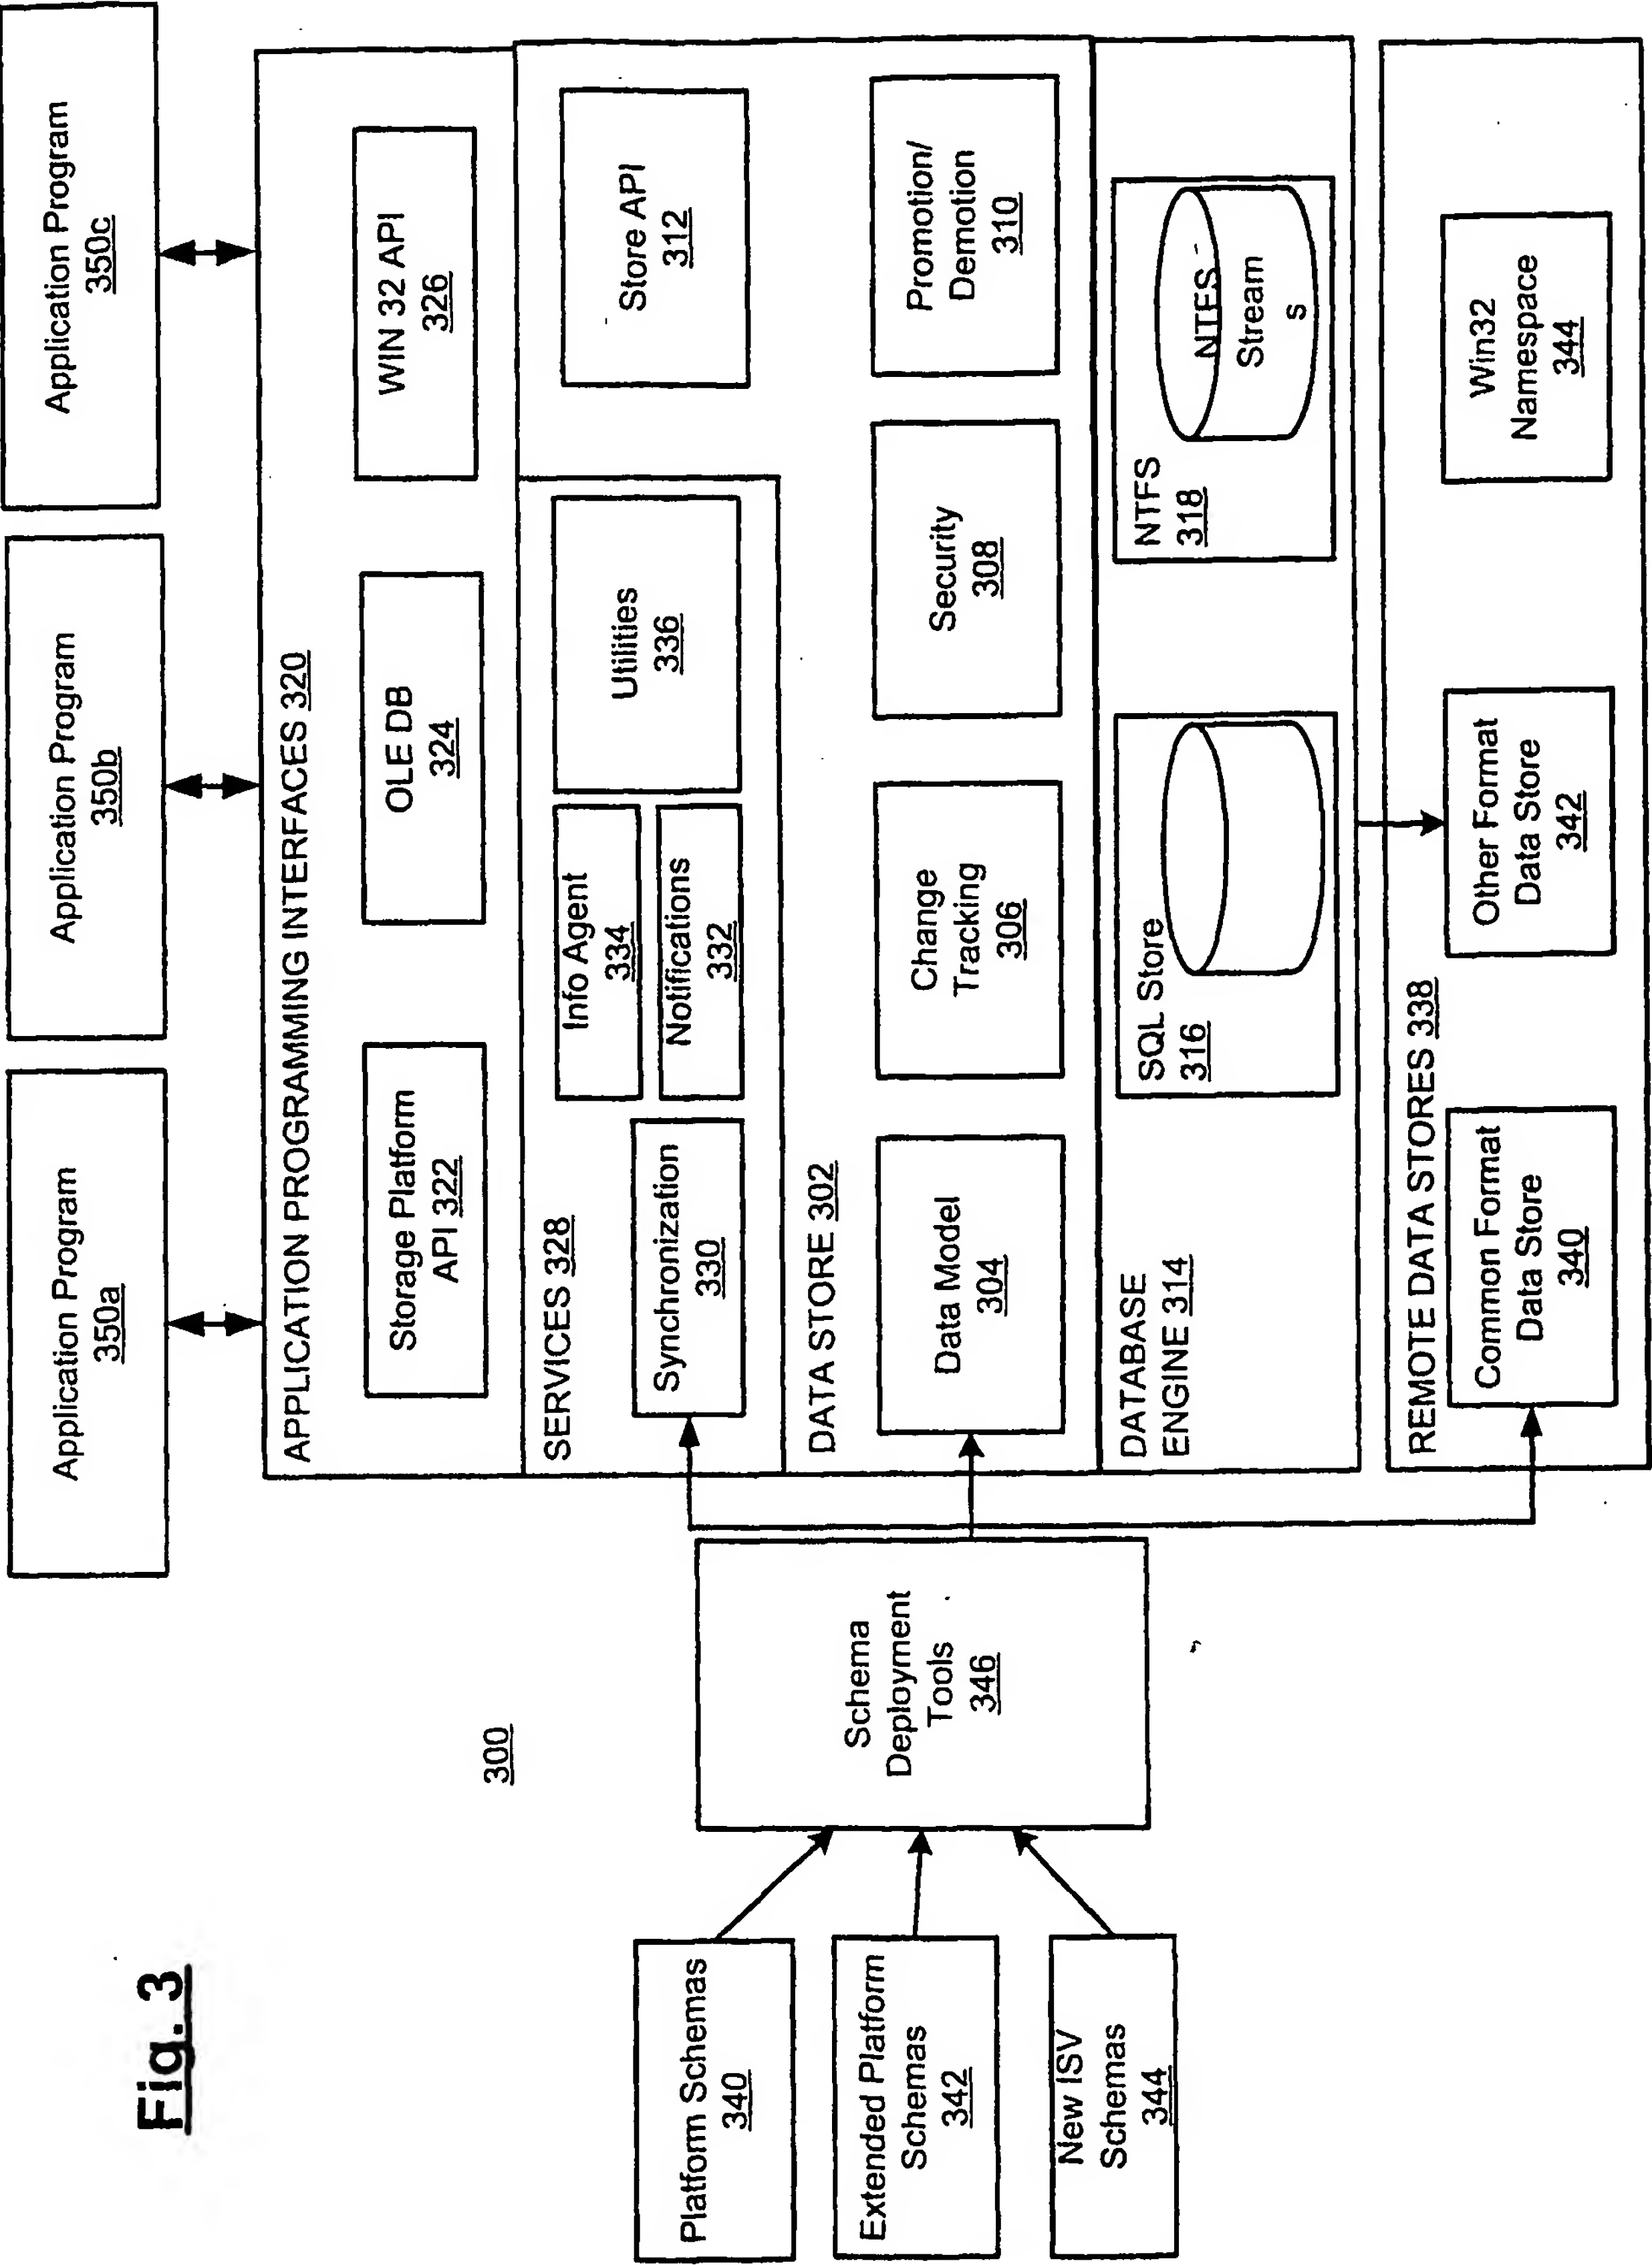 Fig. 3
300
Application Program
350a
Application Program
350b
Application Program
350c
APPLICATION PROGRAMMING INTERFACES 320
Storage Platform
API 322
OLE DB
324
WIN 32 API
326
SERVICES 328
Synchronization
330
Info Agent
334
Notifications
332
Utilities
336
Store API
312
DATA STORE 302
Data Model
304
Change
Tracking
306
Security
308
Promotion/
Demotion
310
DATABASE
ENGINE 314
SQL Store
316
NTFS
318
NTFS
Stream
s
REMOTE DATA STORES 338
Common Format
Data Store
340
Other Format
Data Store
342
Win32
Namespace
344
Schema
Deployment
Tools
346
Platform Schemas
340
Extended Platform
Schemas
342
New ISV
Schemas
344